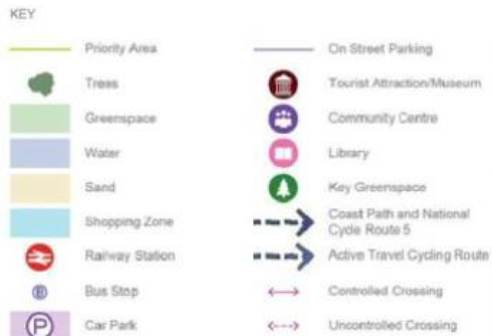 KEY
Priority Area
Trees
Greenspace
Water
Sand
Shopping Zone
Railway Station
B
Bus Stop
P
Car Park
On Street Parking
Tourist Attraction/Museum
Community Centre
Library
Key Greenspace
Coast Path and National
Cycle Route 5
Active Travel Cycling Route
Controlled Crossing
Uncontrolled Crossing